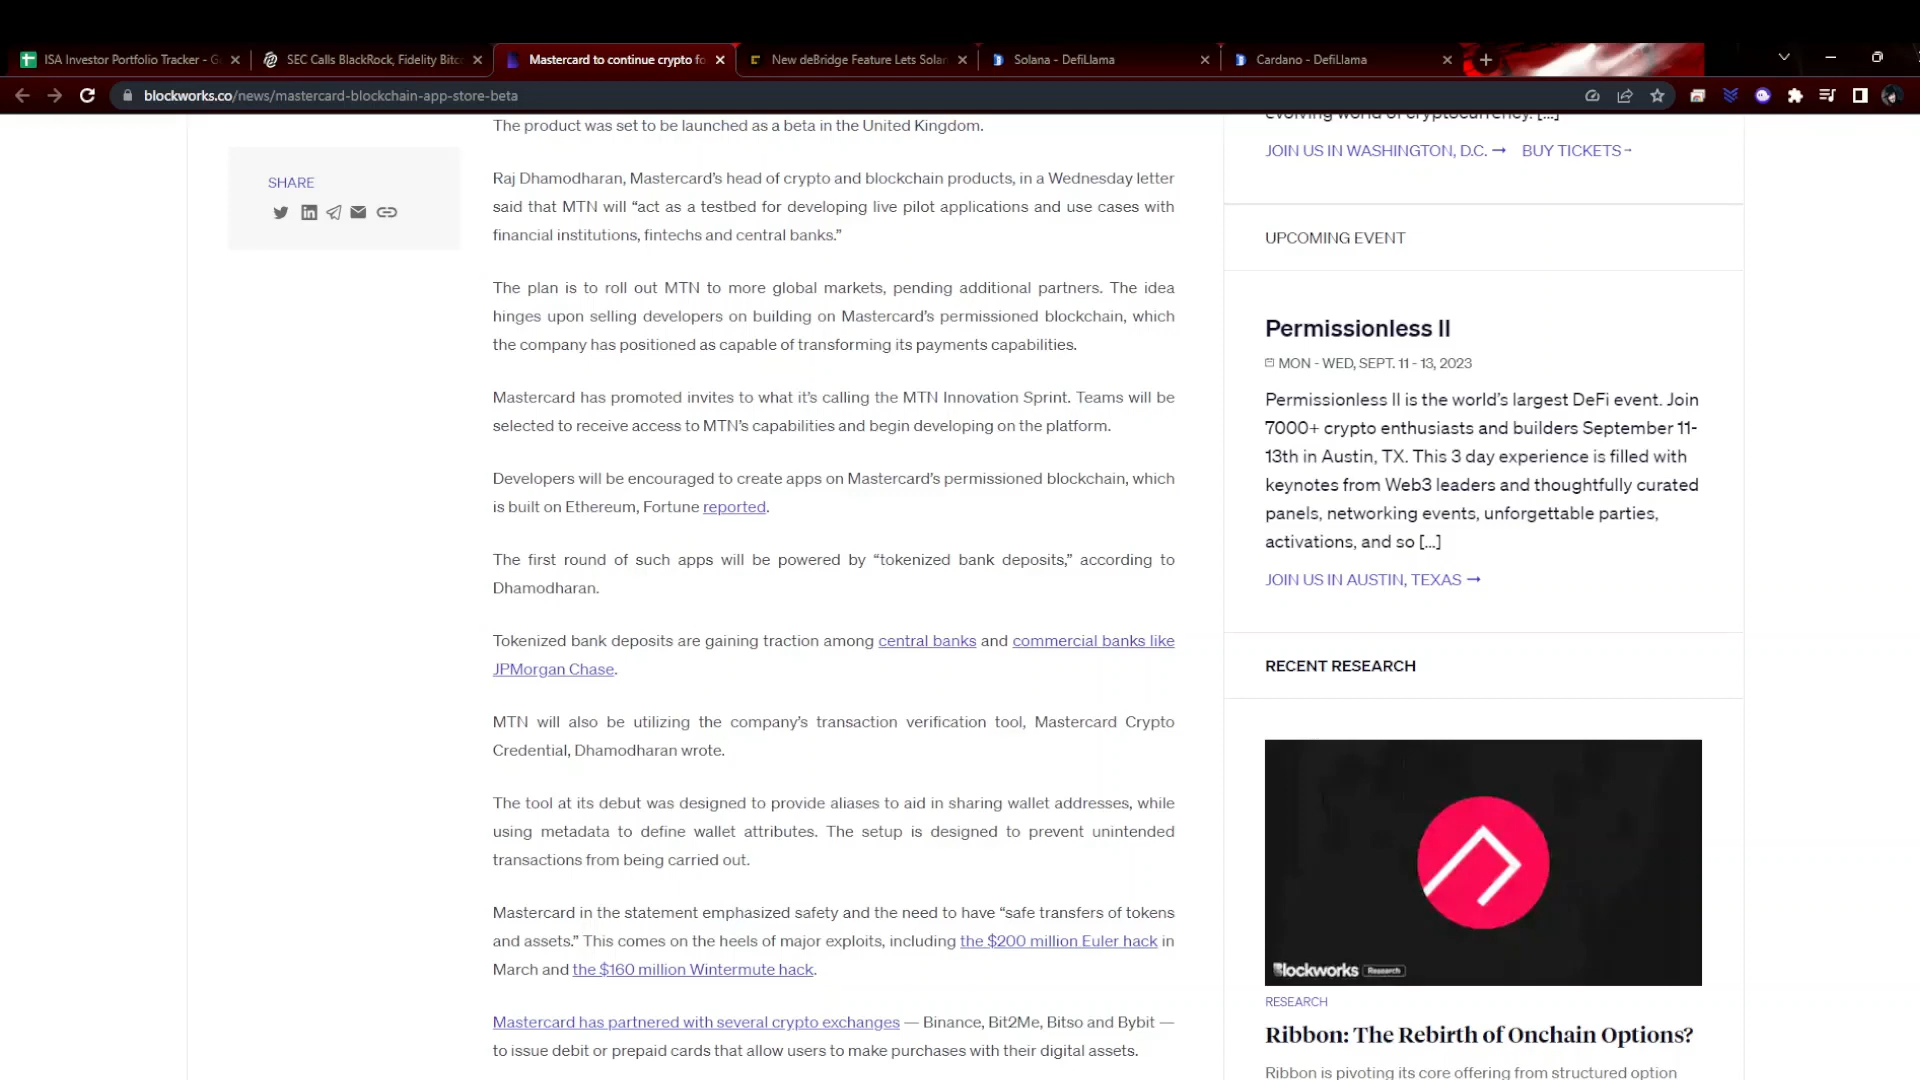 ISA Investor Portfolio Tracker - G
SEC Calls BlackRock, Fidelity Bitc
Mastercard to continue crypto fo
New deBridge Feature Lets Solan
Solana - DefiLlama
Cardano - DefiLlama
blockworks.co/news/mastercard-blockchain-app-store-beta
SHARE
The product was set to be launched as a beta in the United Kingdom.
Raj Dhamodharan, Mastercard’s head of crypto and blockchain products, in a Wednesday letter
said that MTN will “act as a testbed for developing live pilot applications and use cases with
financial institutions, fintechs and central banks.”
The plan is to roll out MTN to more global markets, pending additional partners. The idea
hinges upon selling developers on building on Mastercard’s permissioned blockchain, which
the company has positioned as capable of transforming its payments capabilities.
Mastercard has promoted invites to what it’s calling the MTN Innovation Sprint. Teams will be
selected to receive access to MTN’s capabilities and begin developing on the platform.
Developers will be encouraged to create apps on Mastercard’s permissioned blockchain, which
is built on Ethereum, Fortune reported.
The first round of such apps will be powered by “tokenized bank deposits,” according to
Dhamodharan.
Tokenized bank deposits are gaining traction among central banks and commercial banks like
JPMorgan Chase.
MTN will also be utilizing the company’s transaction verification tool, Mastercard Crypto
Credential, Dhamodharan wrote.
The tool at its debut was designed to provide aliases to aid in sharing wallet addresses, while
using metadata to define wallet attributes. The setup is designed to prevent unintended
transactions from being carried out.
Mastercard in the statement emphasized safety and the need to have “safe transfers of tokens
and assets.” This comes on the heels of major exploits, including the $200 million Euler hack in
March and the $160 million Wintermute hack.
Mastercard has partnered with several crypto exchanges — Binance, Bit2Me, Bitso and Bybit —
to issue debit or prepaid cards that allow users to make purchases with their digital assets.
evolving world of cryptocurrency. [...]
JOIN US IN WASHINGTON, D.C. → BUY TICKETS→
UPCOMING EVENT
Permissionless II
MON - WED, SEPT. 11 - 13, 2023
Permissionless II is the world’s largest DeFi event. Join
7000+ crypto enthusiasts and builders September 11-
13th in Austin, TX. This 3 day experience is filled with
keynotes from Web3 leaders and thoughtfully curated
panels, networking events, unforgettable parties,
activations, and so [...]
JOIN US IN AUSTIN, TEXAS →
RECENT RESEARCH
Blockworks Research
RESEARCH
Ribbon: The Rebirth of Onchain Options?
Ribbon is pivoting its core offering from structured option